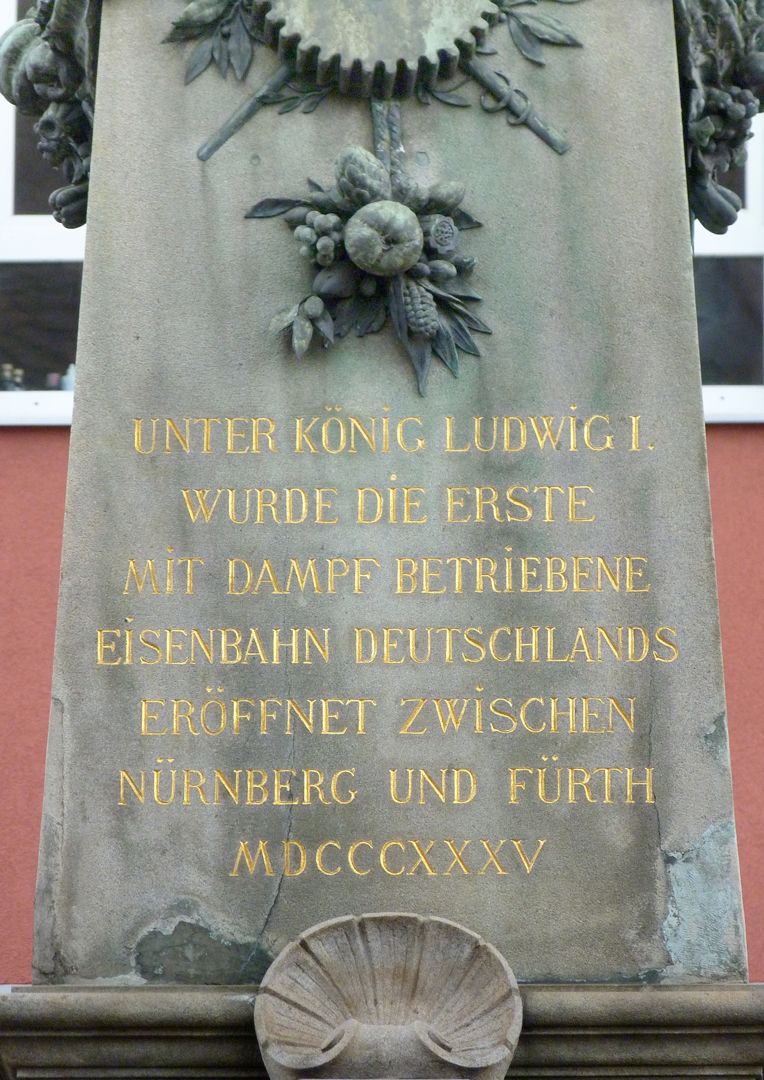 UNTER KÖNiG LUDWiG I.
WURDE DiE ERSTE
MiT DAMPF BETRiEBENE
EiSENBAHN DEUTSCHLANDS
ERÖFFNET ZWiSCHEN
NÜRNBERG UND FÜRTH
MDCCCXXXV